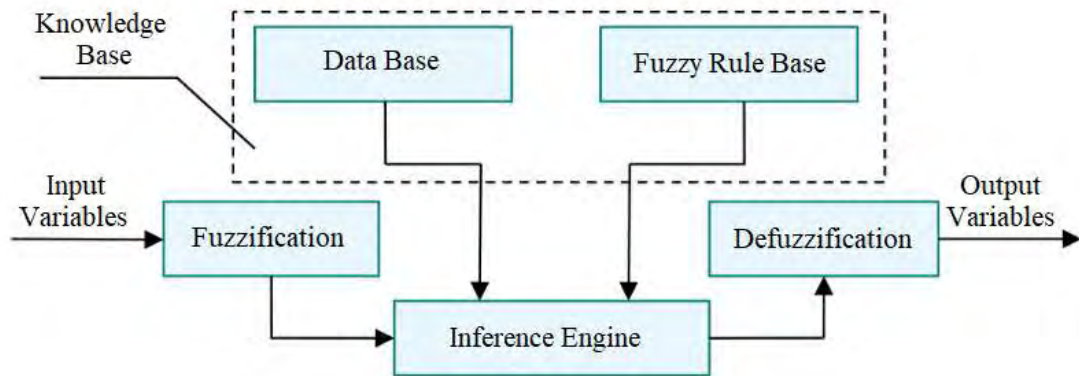 Knowledge
Base
Data Base
Fuzzy Rule Base
Input
Variables
Fuzzification
Output
Variables
Defuzzification
Inference Engine